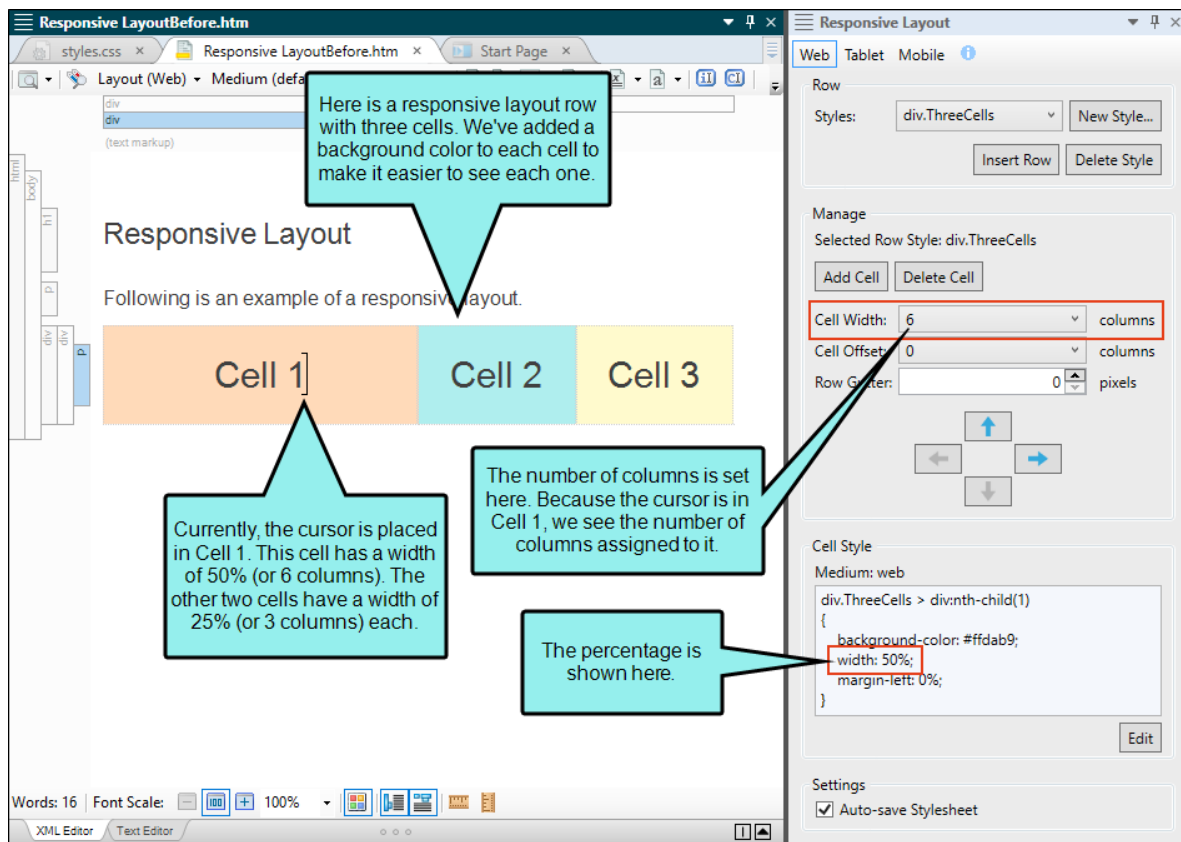 Responsive LayoutBefore.htm
styles.css
Responsive LayoutBefore.htm
Start Page
Layout (Web)
Medium (defa
div
div
(text markup)
html
body
h1
p
div
div
p
Here is a responsive layout row
with three cells. We've added a
background color to each cell to
make it easier to see each one.
Responsive Layout
Following is an example of a responsive layout.
Cell 1
Cell 2
Cell 3
Currently, the cursor is placed
in Cell 1. This cell has a width
of 50% (or 6 columns). The
other two cells have a width of
25% (or 3 columns) each.
The number of columns is set
here. Because the cursor is in
Cell 1, we see the number of
columns assigned to it.
The percentage is
shown here.
Words: 16
Font Scale:
100
100%
XML Editor
Text Editor
Responsive Layout
Web
Tablet
Mobile
Row
Styles:
div.ThreeCells
New Style...
Insert Row
Delete Style
Manage
Selected Row Style: div.ThreeCells
Add Cell
Delete Cell
Cell Width:
6
columns
Cell Offset:
0
columns
Row
0
pixels
Cell Style
Medium: web
div.ThreeCells > div:nth-child(1)
{
background-color: #ffdab9;
width: 50%;
margin-left: 0%;
}
Edit
Settings
Auto-save Stylesheet